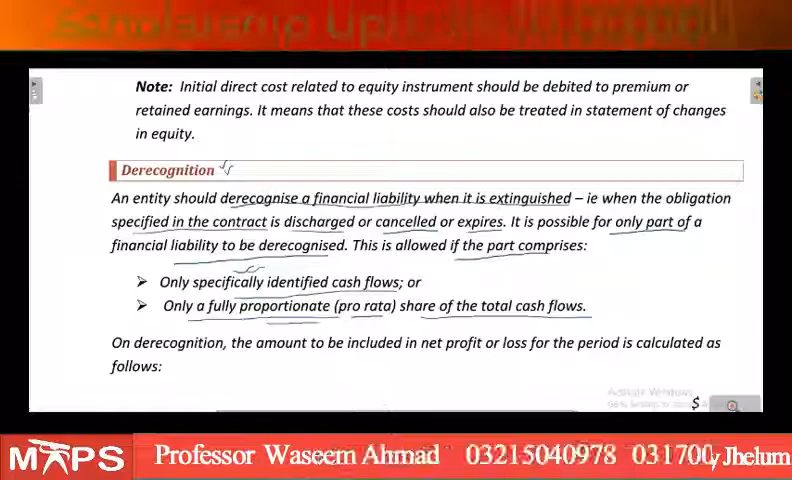 Scholarship Up
Note: Initial direct cost related to equity instrument should be debited to premium or
retained earnings. It means that these costs should also be treated in statement of changes
in equity.
Derecognition
An entity should derecognise a financial liability when it is extinguished – ie when the obligation
specified in the contract is discharged or cancelled or expires. It is possible for only part of a
financial liability to be derecognised. This is allowed if the part comprises:
➢ Only specifically identified cash flows; or
➢ Only a fully proportionate (pro rata) share of the total cash flows.
On derecognition, the amount to be included in net profit or loss for the period is calculated as
follows:
Activate Windows
$
MAPS Professor Waseem Ahmad 03215040978 031700 y Jhelum